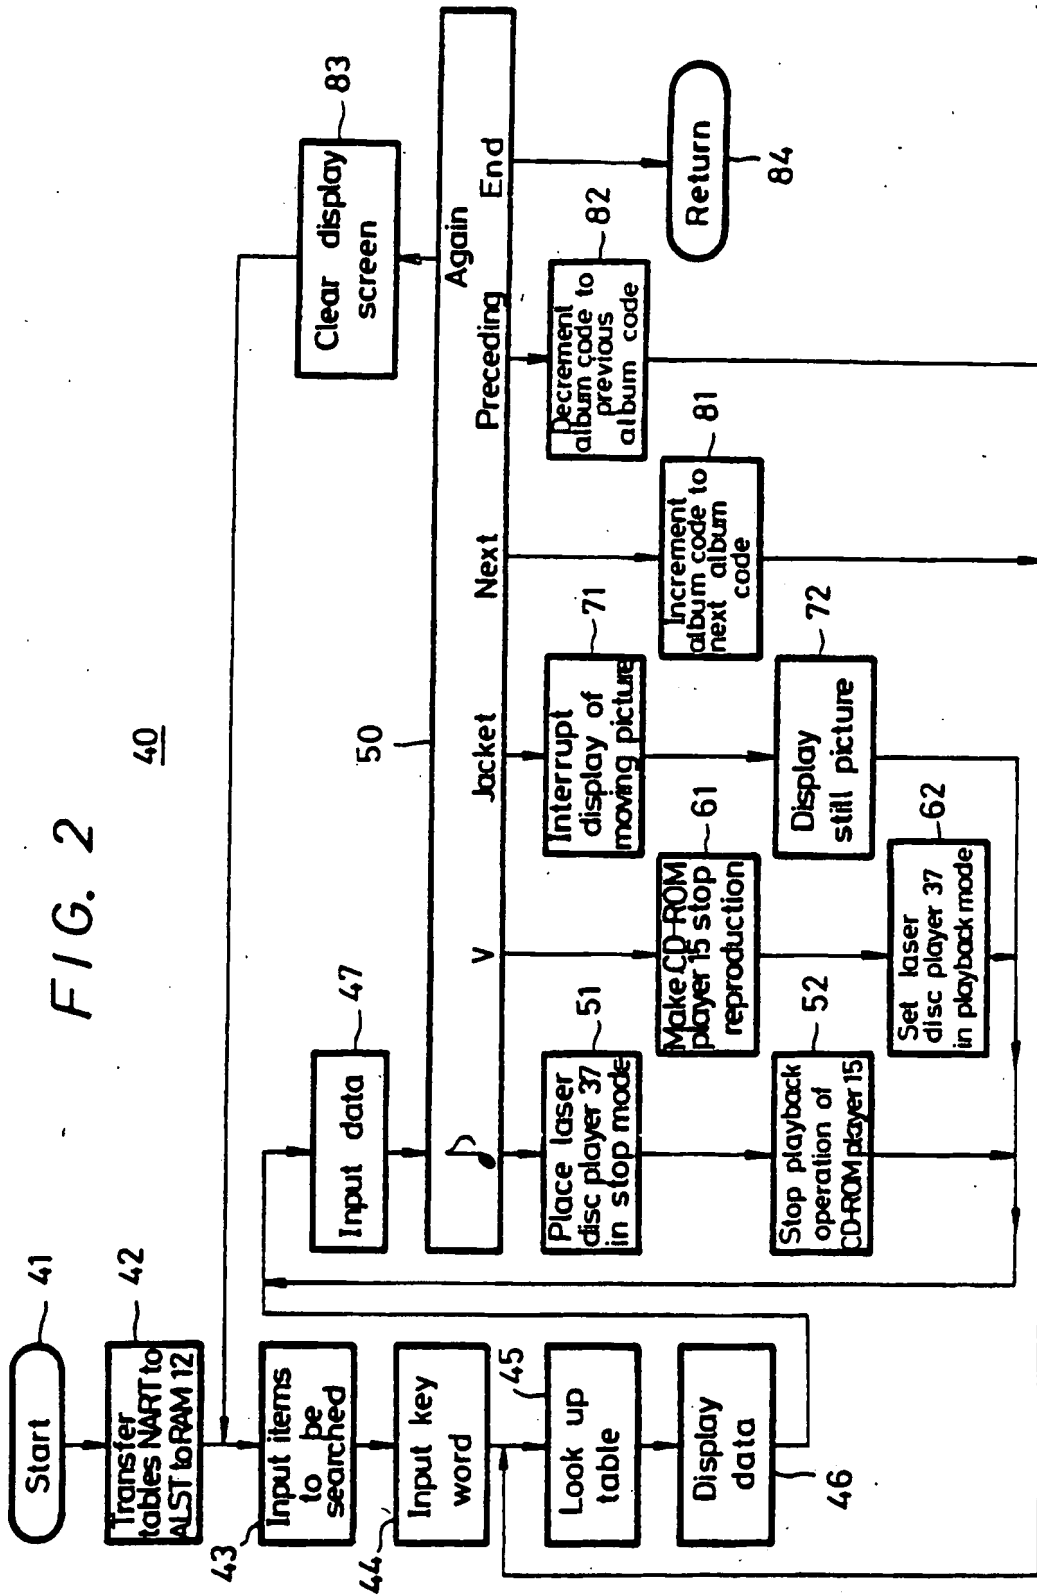 FIG. 2
40
Start
41
Transfer
tables NART to
ALST to RAM 12
42
Input items
to be
searched
43
Input key
word
44
Look up
table
45
Display
data
46
Input data
47
50
♪
V
Jacket
Next
Preceding
Again
End
Place laser
disc player 37
in stop mode
51
Stop playback
operation of
CD-ROM player 15
52
Make CD-ROM
player 15 stop
reproduction
61
Set laser
disc player 37
in playback mode
62
Interrupt
display of
moving picture
71
Display
still picture
72
Increment
album code to
next album
code
81
Decrement
album code to
previous
album code
82
Clear display
screen
83
Return
84